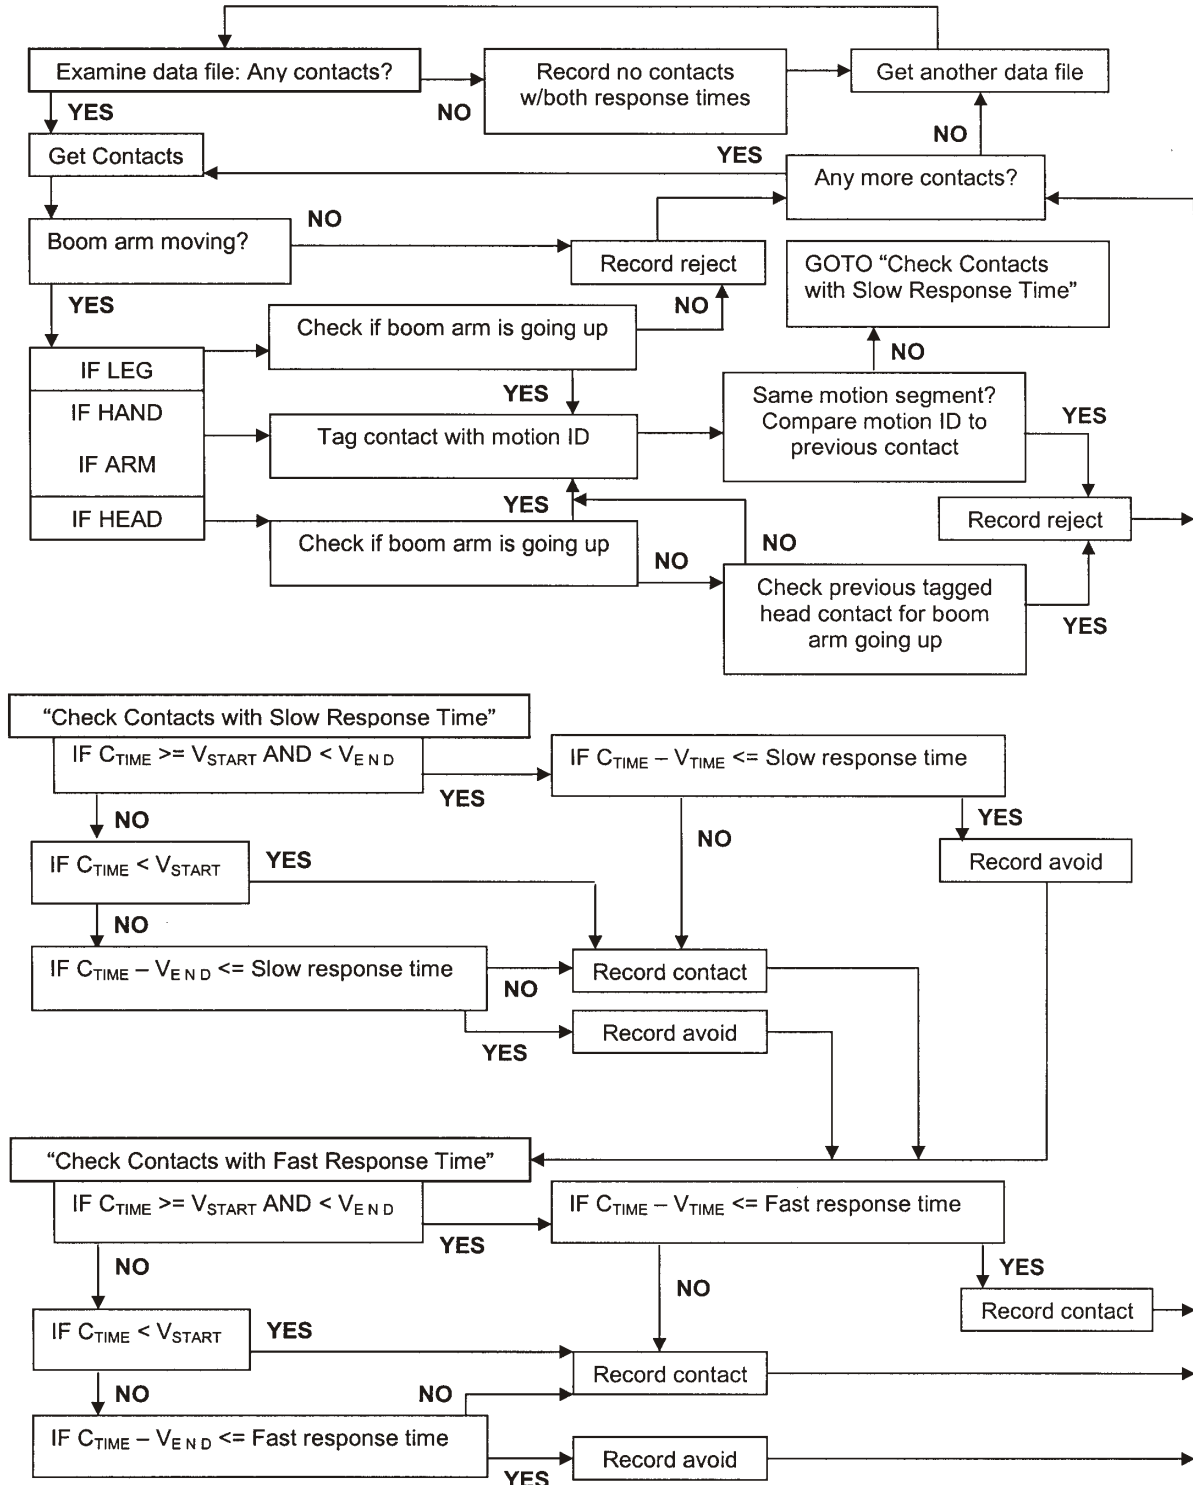 Examine data file: Any contacts?
Record no contacts
w/both response times
Get another data file
YES
NO
NO
Get Contacts
YES
Any more contacts?
Boom arm moving?
NO
Record reject
GOTO “Check Contacts
with Slow Response Time”
YES
NO
Check if boom arm is going up
NO
IF LEG
YES
Same motion segment?
Compare motion ID to
previous contact
YES
IF HAND
Tag contact with motion ID
IF ARM
YES
IF HEAD
Record reject
Check if boom arm is going up
NO
NO
Check previous tagged
head contact for boom
arm going up
YES
“Check Contacts with Slow Response Time”
IF CTIME >= VSTART AND < VEND
IF CTIME – VTIME <= Slow response time
YES
NO
YES
NO
IF CTIME < VSTART
YES
Record avoid
NO
IF CTIME – VEND <= Slow response time
Record contact
NO
Record avoid
YES
“Check Contacts with Fast Response Time”
IF CTIME >= VSTART AND < VEND
IF CTIME – VTIME <= Fast response time
YES
NO
YES
NO
Record contact
IF CTIME < VSTART
YES
Record contact
NO
NO
IF CTIME – VEND <= Fast response time
Record avoid
YES